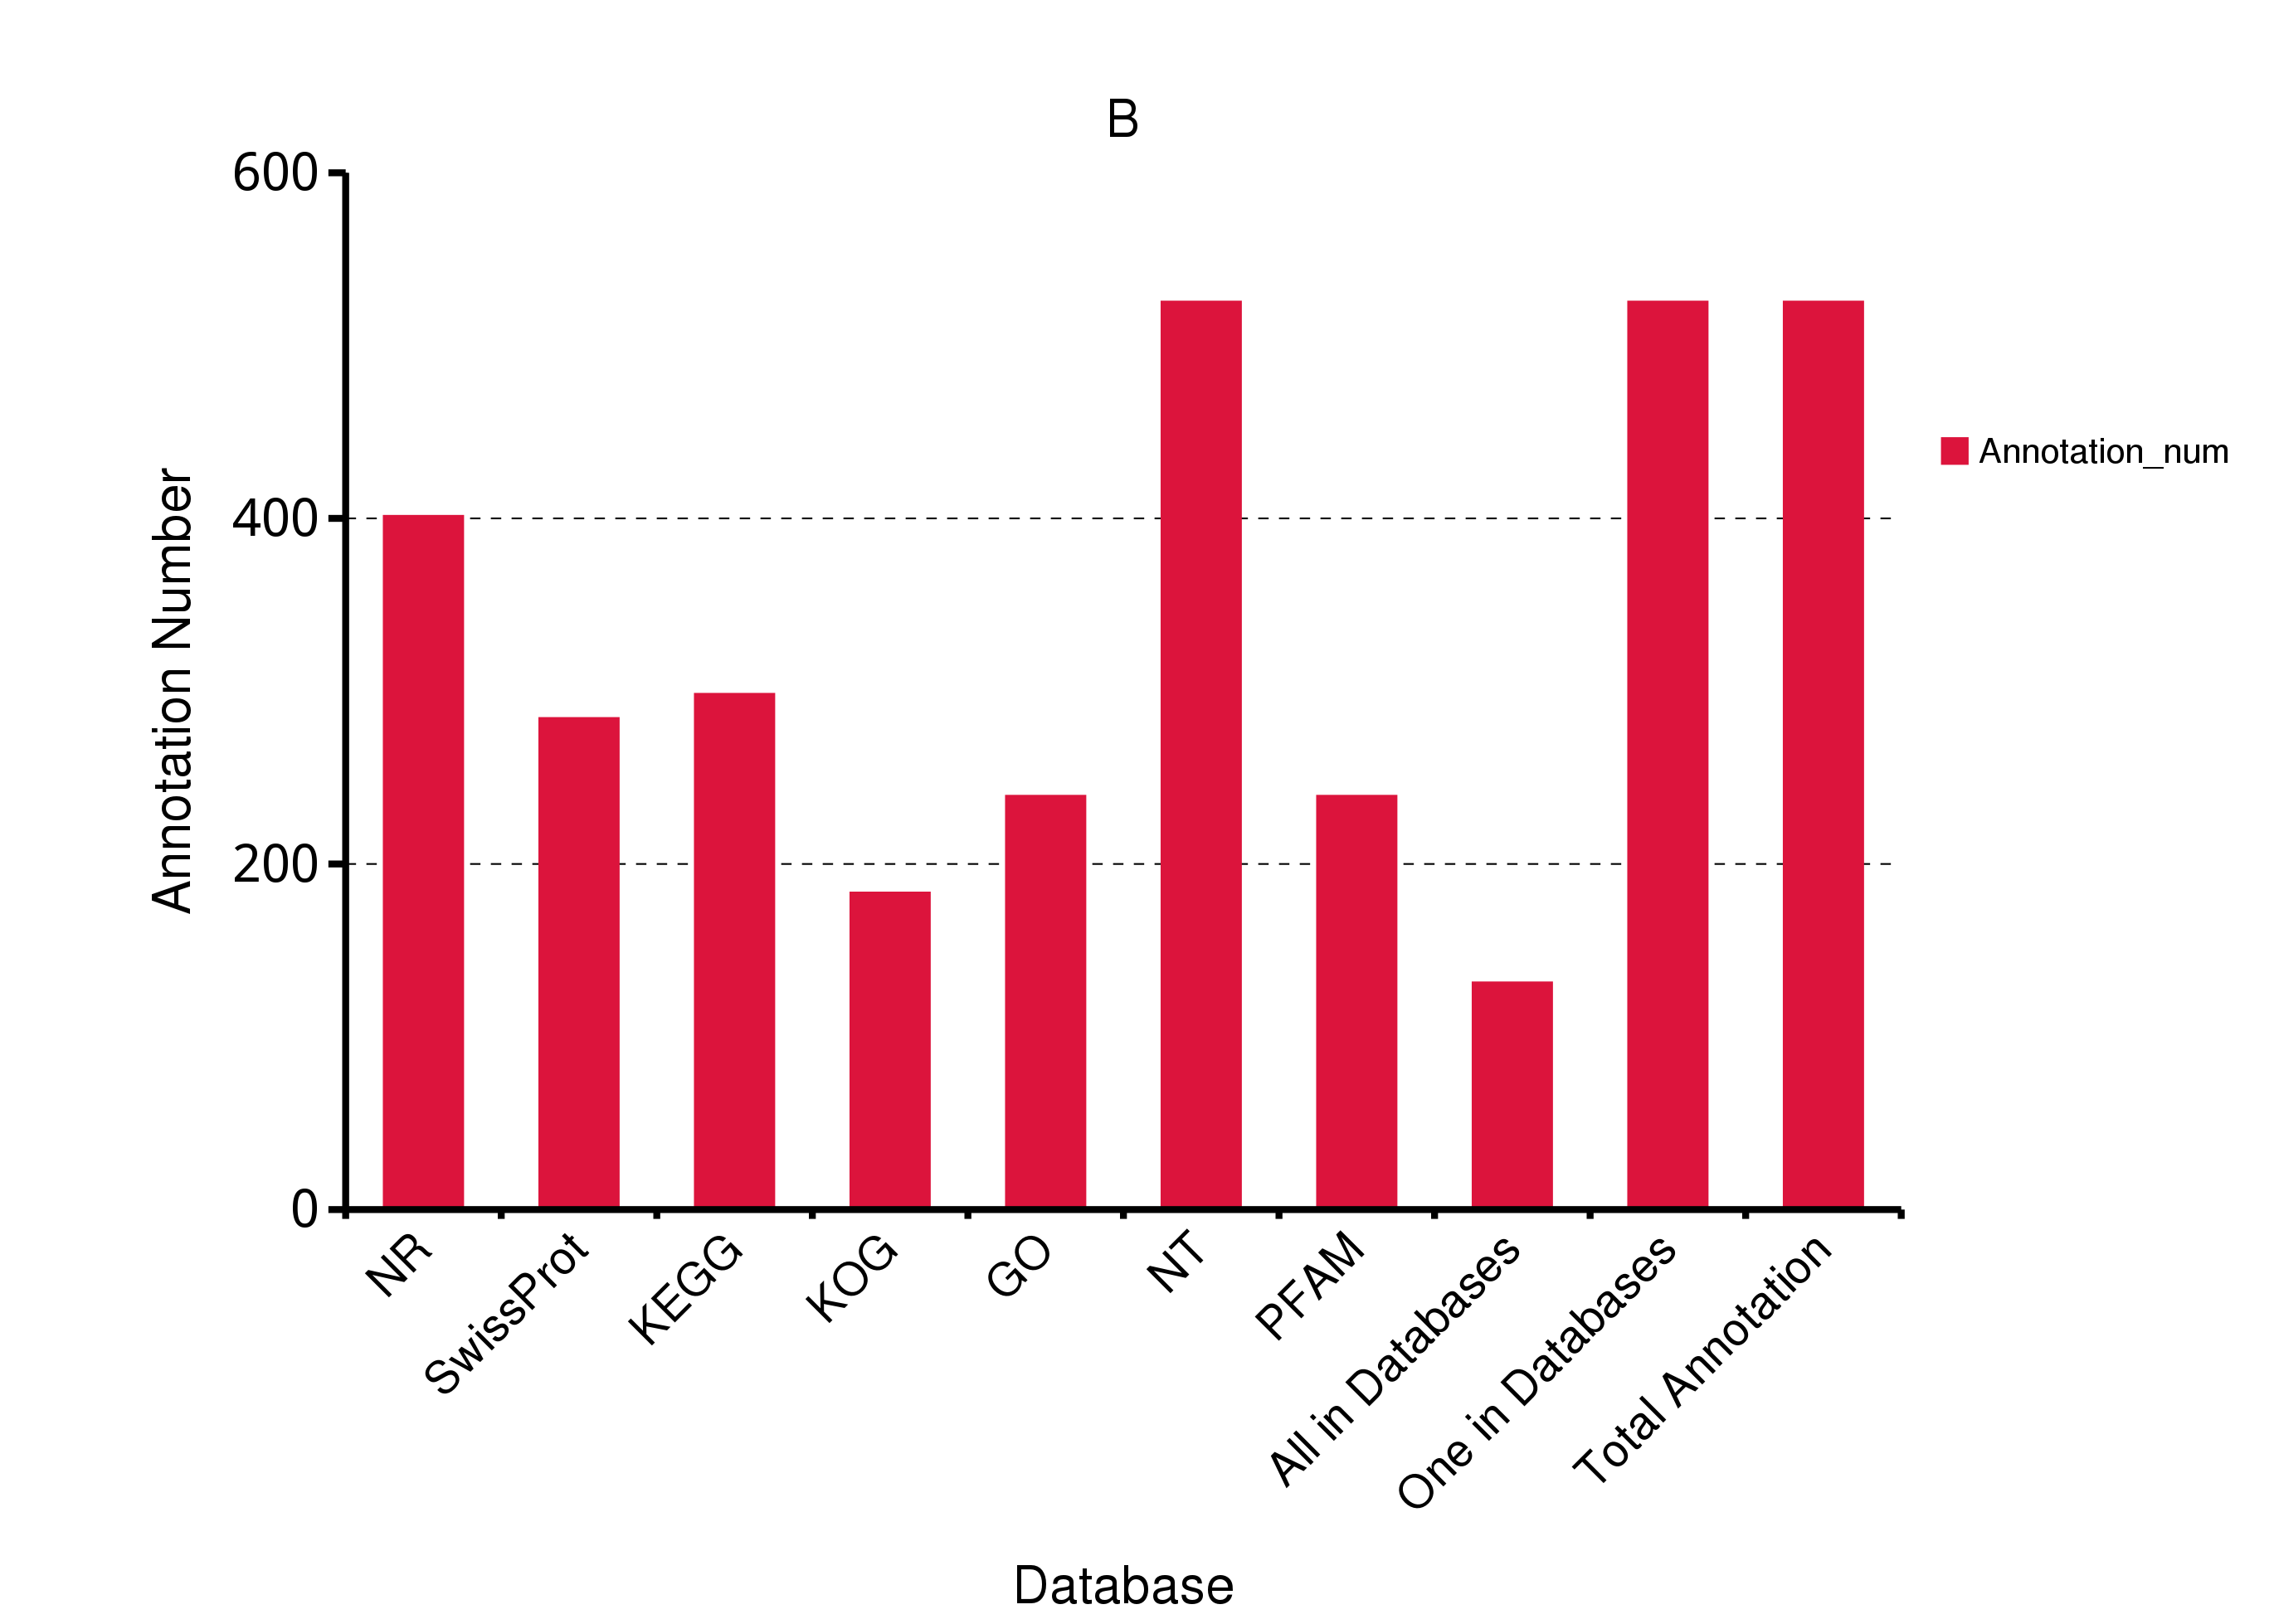 B
600
400
200
0
Annotation Number
Annotation_num
NR
SwissProt
KEGG
KOG
GO
NT
PFAM
All in Databases
One in Databases
Total Annotation
Database